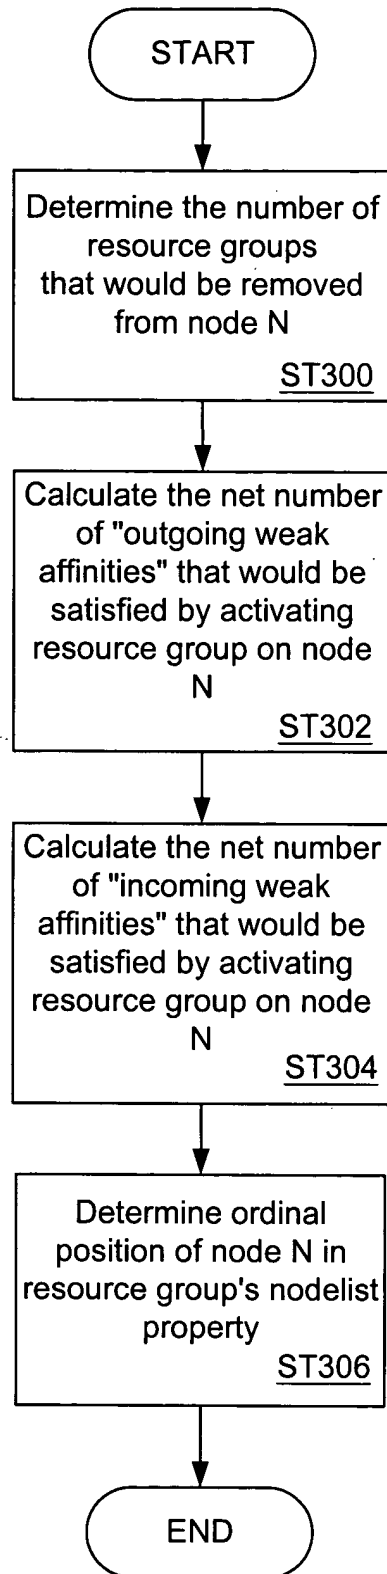 START
Determine the number of
resource groups
that would be removed
from node N
ST300
Calculate the net number
of "outgoing weak
affinities" that would be
satisfied by activating
resource group on node
N
ST302
Calculate the net number
of "incoming weak
affinities" that would be
satisfied by activating
resource group on node
N
ST304
Determine ordinal
position of node N in
resource group's nodelist
property
ST306
END